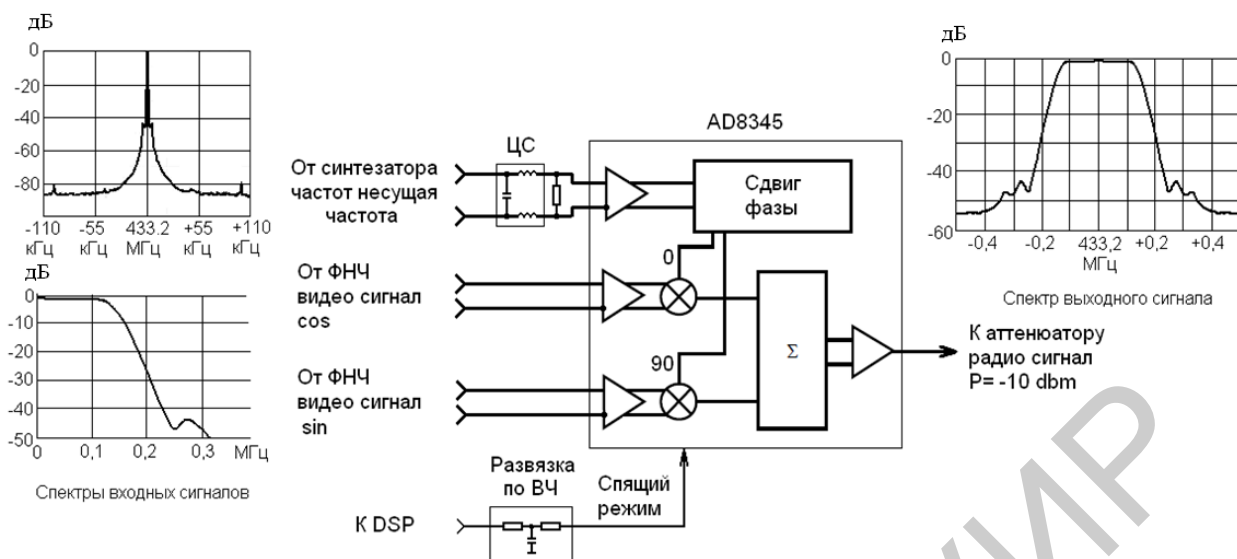 дБ
0
-20
-40
-60
-80
-110
кГц
-55
кГц
433.2
МГц
+55
кГц
+110
кГц
дБ
0
-10
-20
-30
-40
-50
0
0,1
0,2
0,3
МГц
Спектры входных сигналов
От синтезатора
частот несущая
частота
ЦС
От ФНЧ
видео сигнал
cos
От ФНЧ
видео сигнал
sin
К DSP
Развязка
по ВЧ
Спящий
режим
AD8345
Сдвиг
фазы
0
90
Σ
дБ
0
-20
-40
-60
-0,4
-0,2
433,2
МГц
+0,2
+0,4
Спектр выходного сигнала
К аттенюатору
радио сигнал
P= -10 dbm
ИР